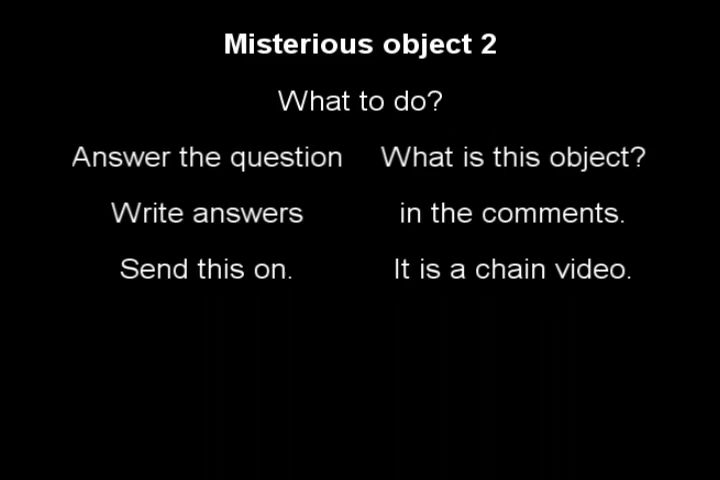 Misterious object 2
What to do?
Answer the question What is this object?
Write answers in the comments.
Send this on. It is a chain video.